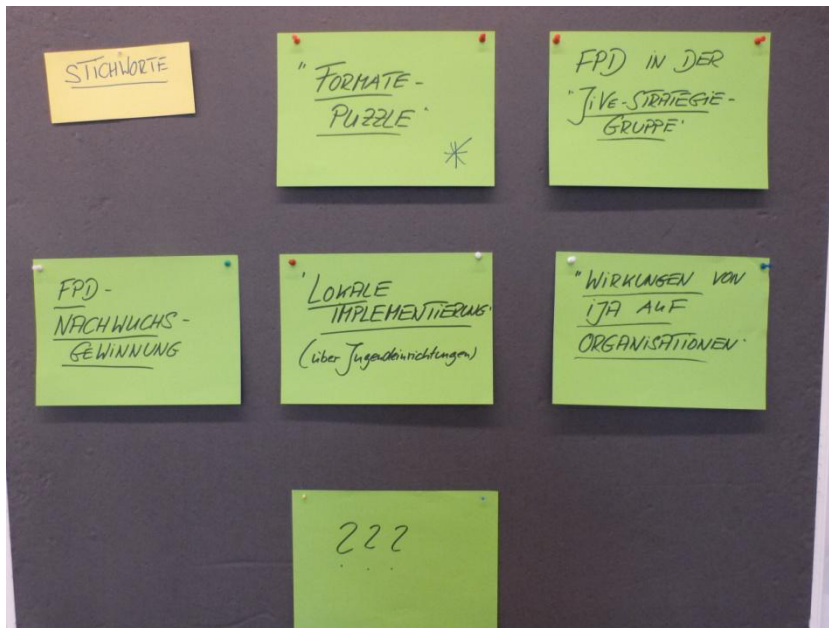 STICHWORTE
"FORMATE-
PUZZLE"
*
FPD IN DER
"JiVE-STRATEGIE-
GRUPPE"
FPD-
NACHWUCHS-
GEWINNUNG
"LOKALE
IMPLEMENTIERUNG"
(über Jugendeinrichtungen)
"WIRKUNGEN VON
IJA AUF
ORGANISATIONEN"
???